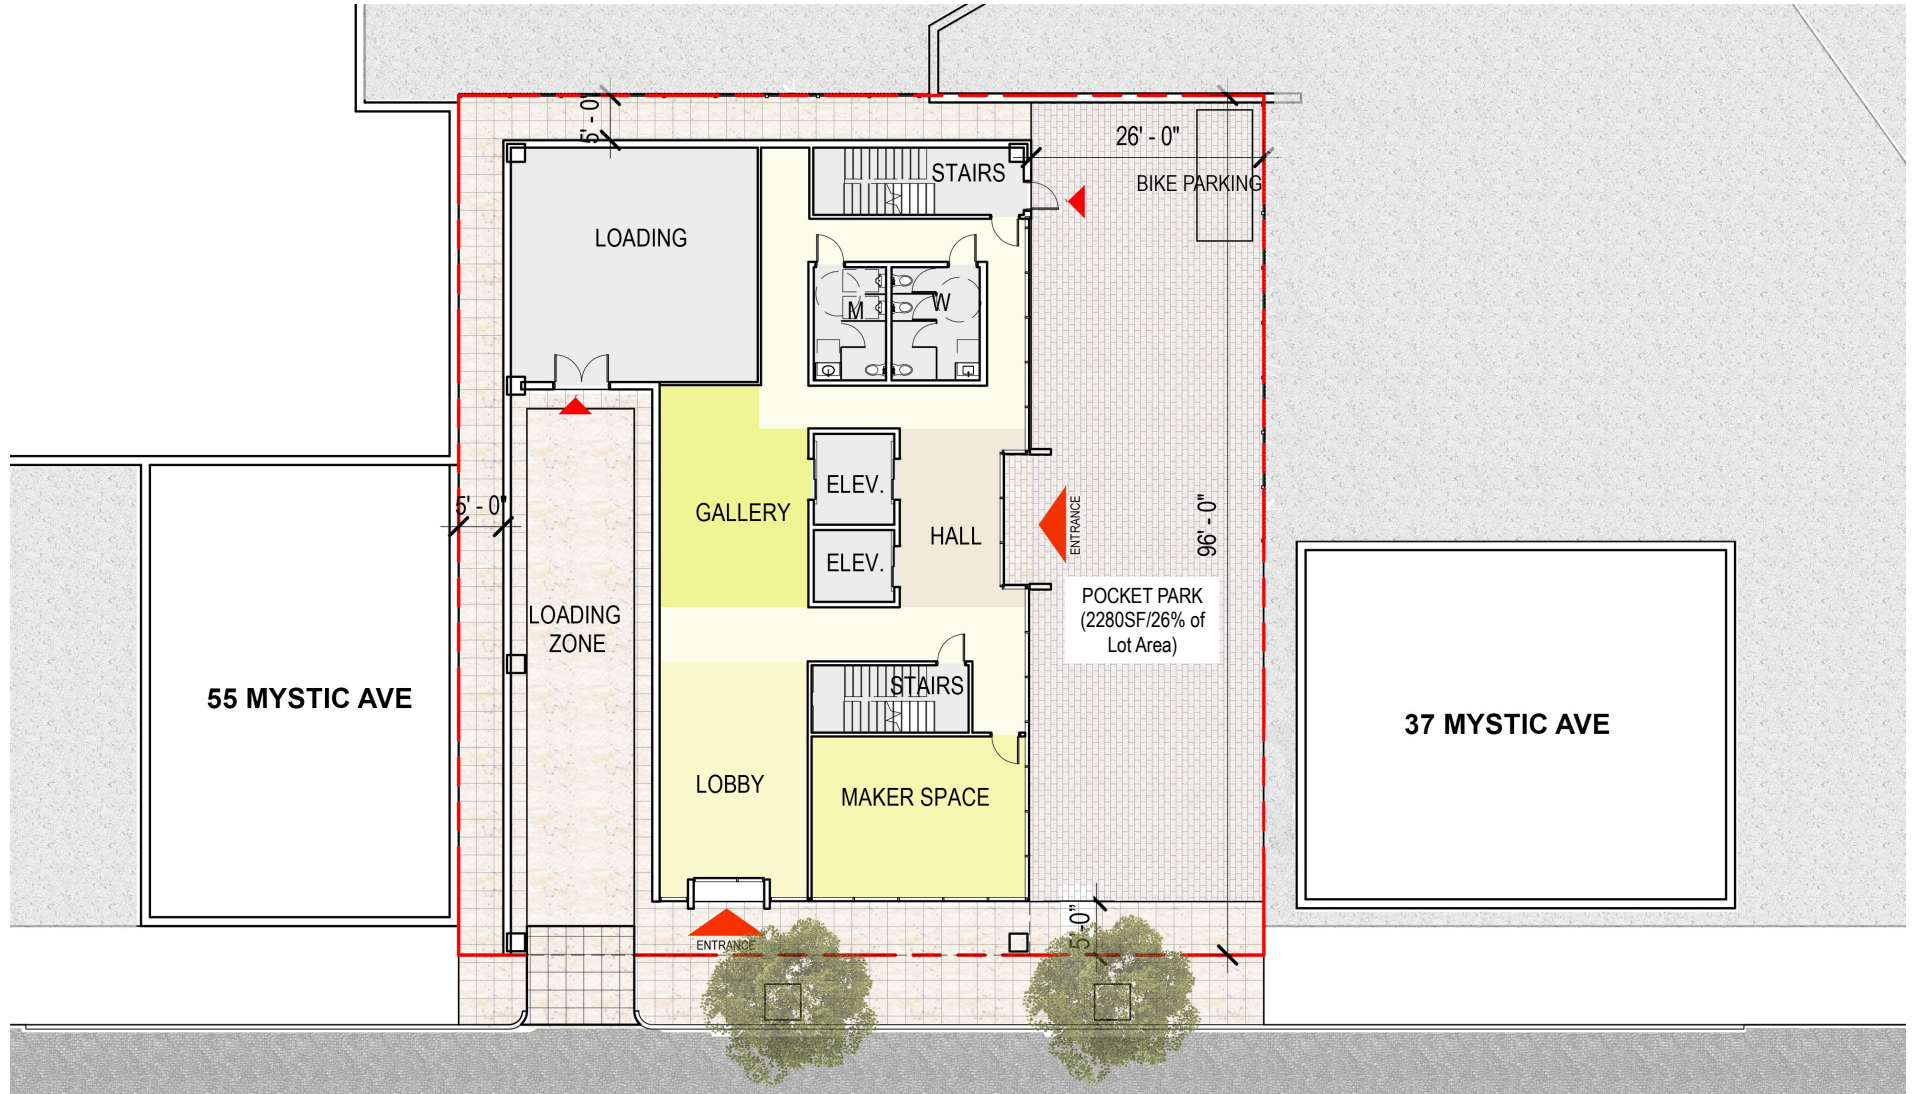 5' - 0"
26' - 0"
STAIRS
BIKE PARKING
LOADING
M
W
ELEV.
5' - 0"
GALLERY
ENTRANCE
96' - 0"
HALL
ELEV.
POCKET PARK
(2280SF/26% of
Lot Area)
LOADING
ZONE
STAIRS
55 MYSTIC AVE
37 MYSTIC AVE
LOBBY
MAKER SPACE
5'-0"
ENTRANCE